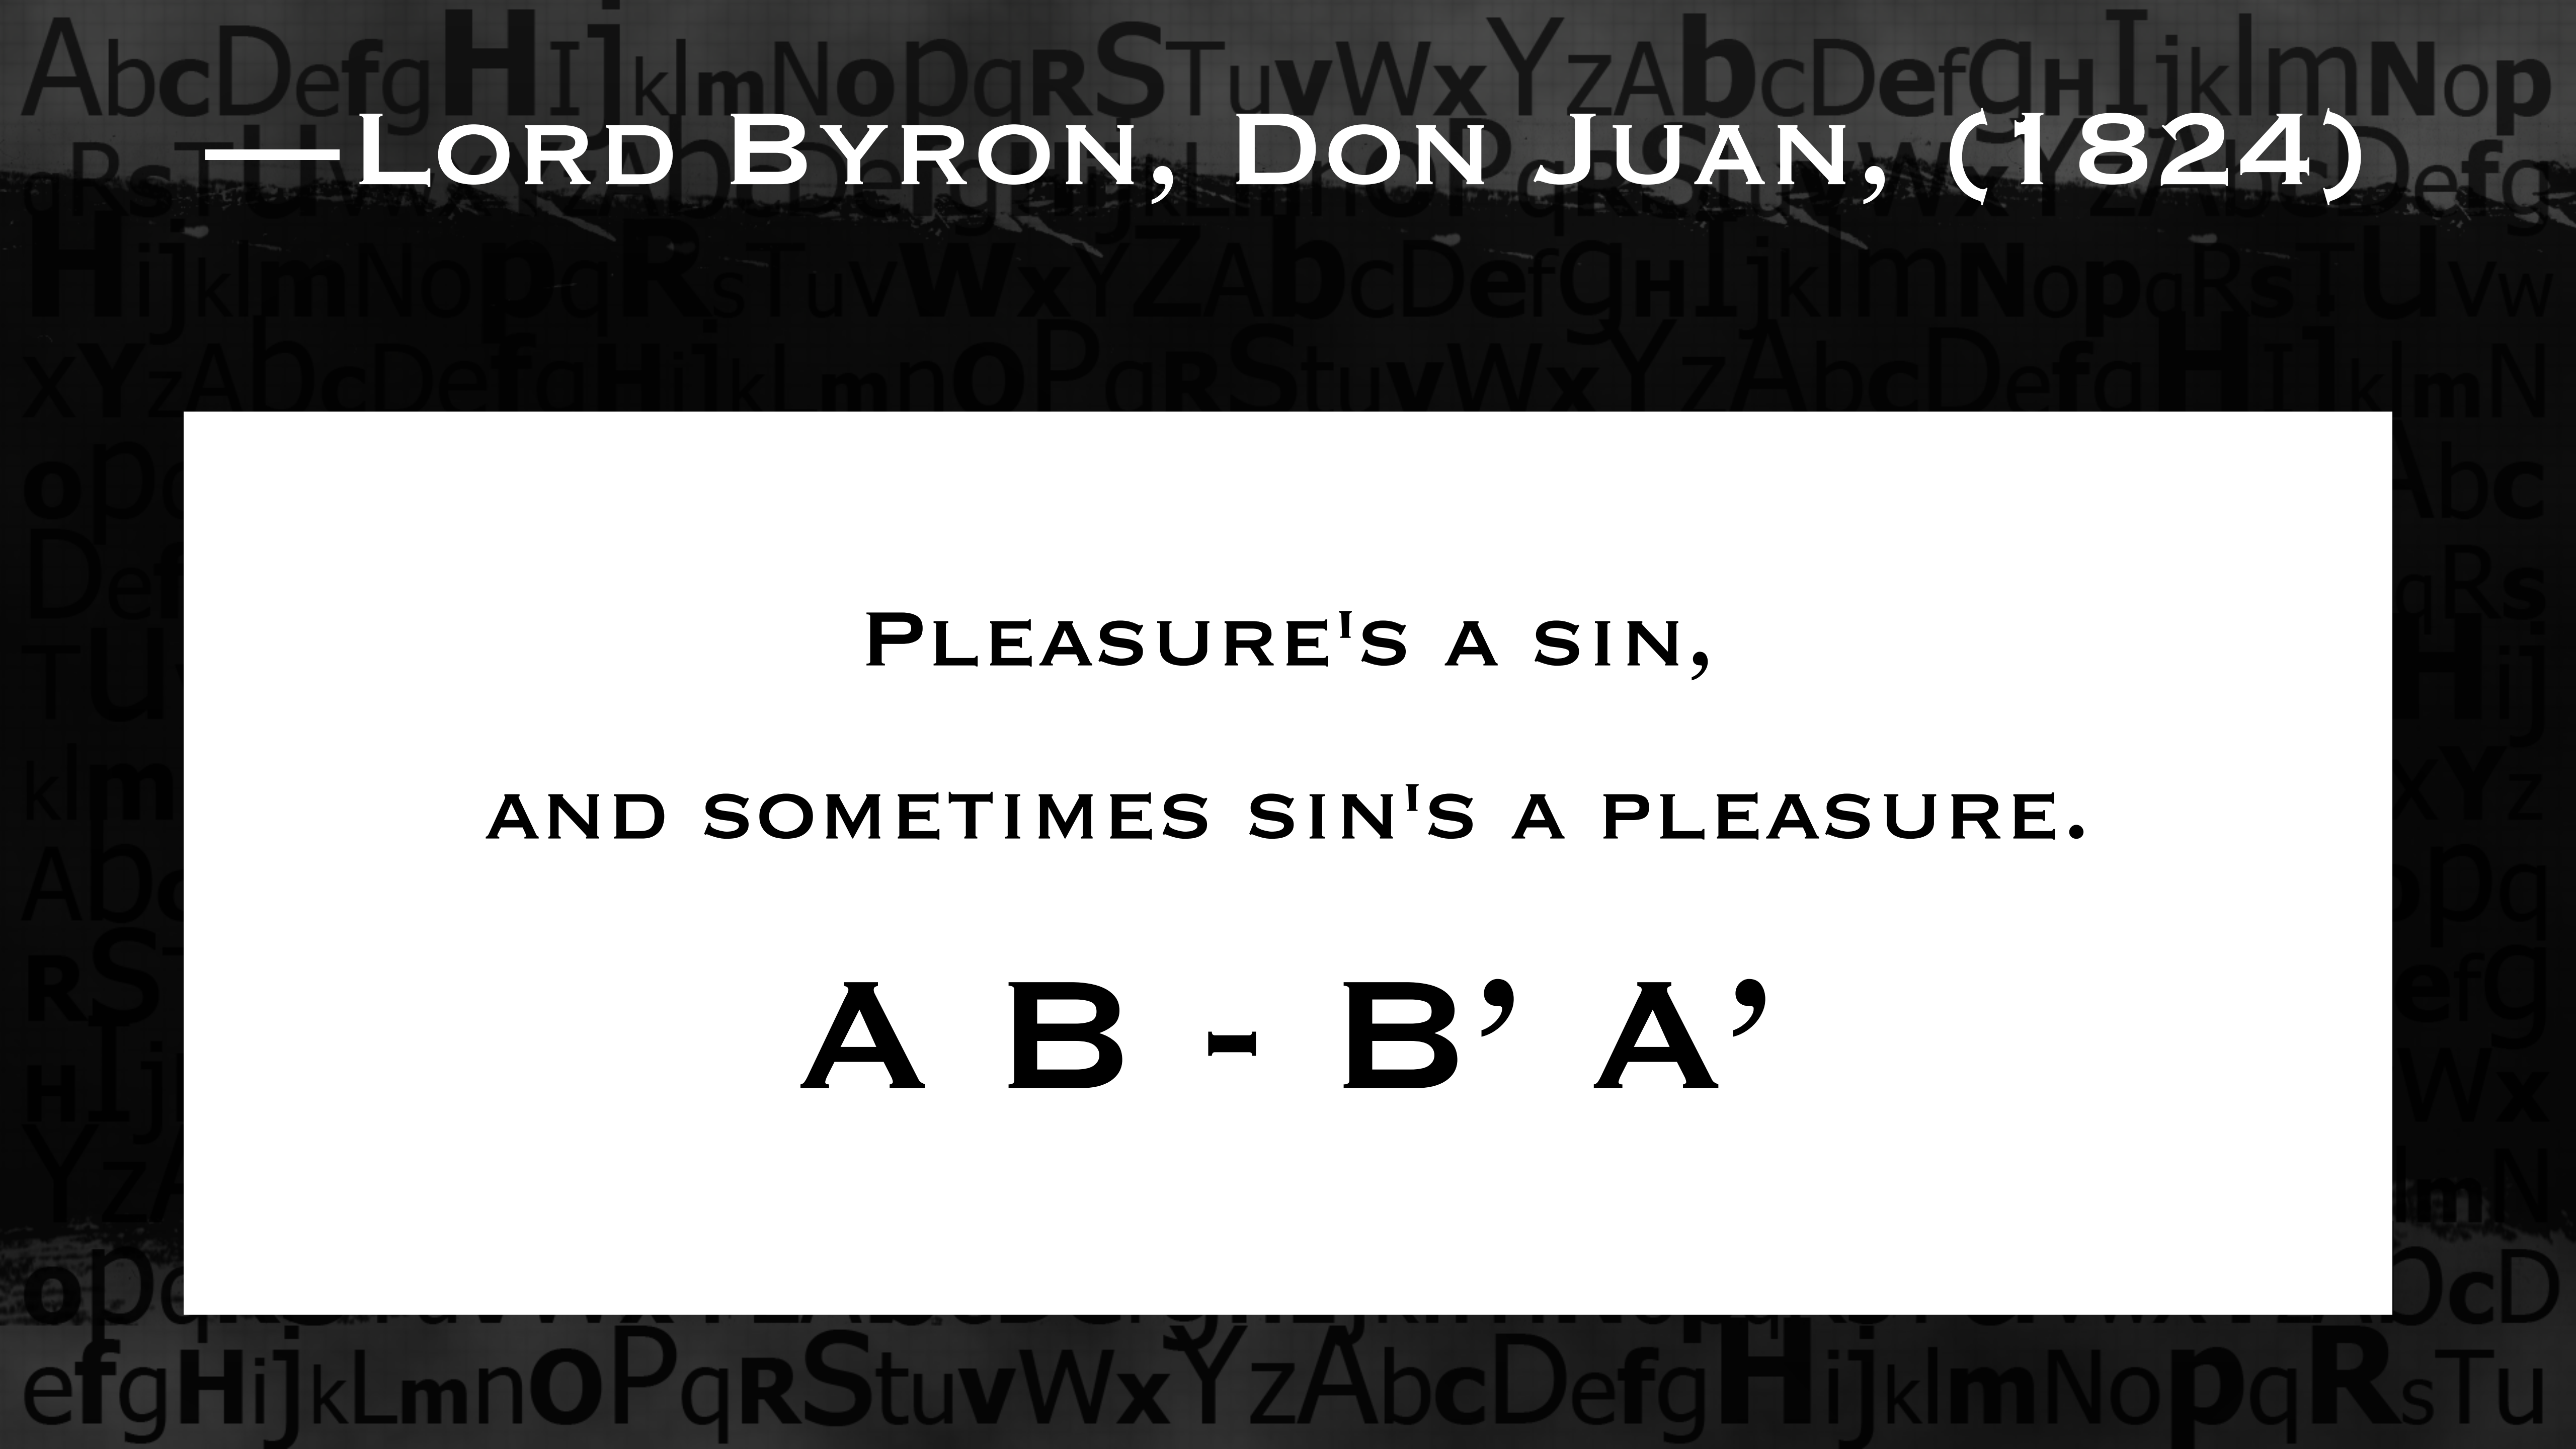 —Lord Byron, Don Juan, (1824)
Pleasure's a sin,
and sometimes sin's a pleasure.
A B - B’ A’